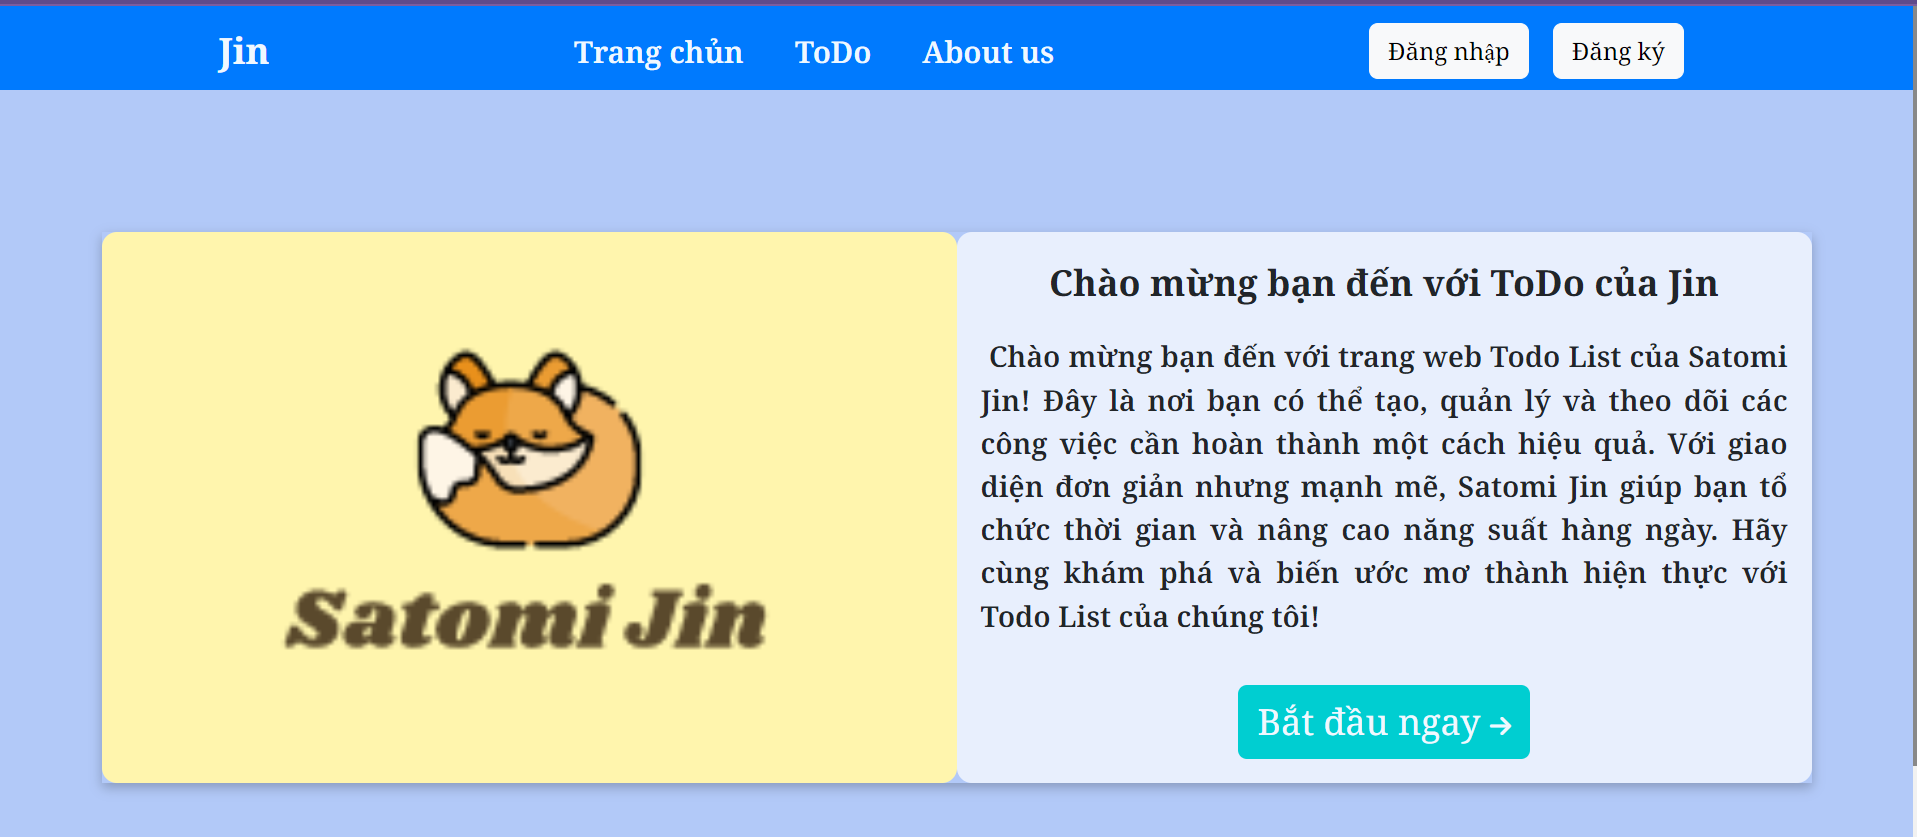 Jin
Trang chủn
ToDo
About us
Đăng nhập
Đăng ký
Satomi Jin
Chào mừng bạn đến với ToDo của Jin
Chào mừng bạn đến với trang web Todo List của Satomi
Jin! Đây là nơi bạn có thể tạo, quản lý và theo dõi các
công việc cần hoàn thành một cách hiệu quả. Với giao
diện đơn giản nhưng mạnh mẽ, Satomi Jin giúp bạn tổ
chức thời gian và nâng cao năng suất hàng ngày. Hãy
cùng khám phá và biến ước mơ thành hiện thực với
Todo List của chúng tôi!
Bắt đầu ngay →